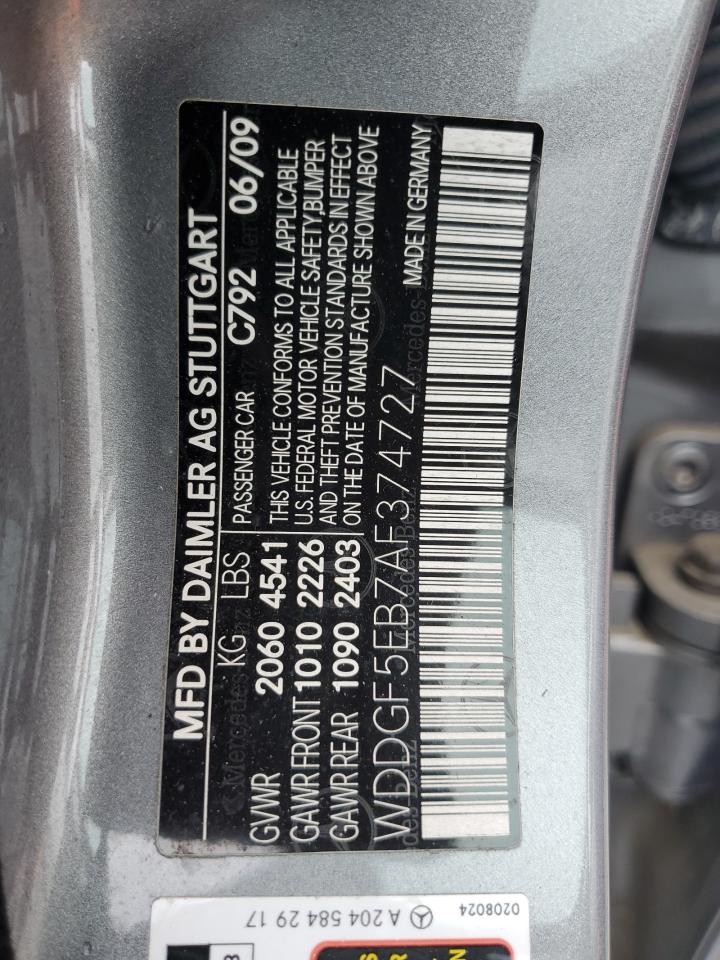 MFD BY DAIMLER AG STUTTGART
KG LBS PASSENGER CAR C792 06/09
GVWR 2060 4541 THIS VEHICLE CONFORMS TO ALL APPLICABLE
U.S. FEDERAL MOTOR VEHICLE SAFETY, BUMPER
GAWR FRONT 1010 2226 AND THEFT PREVENTION STANDARDS IN EFFECT
GAWR REAR 1090 2403 ON THE DATE OF MANUFACTURE SHOWN ABOVE
WDDGF5EB7AF374727 MADE IN GERMANY
Mercedes-Benz
A 204 584 29 17
0208024